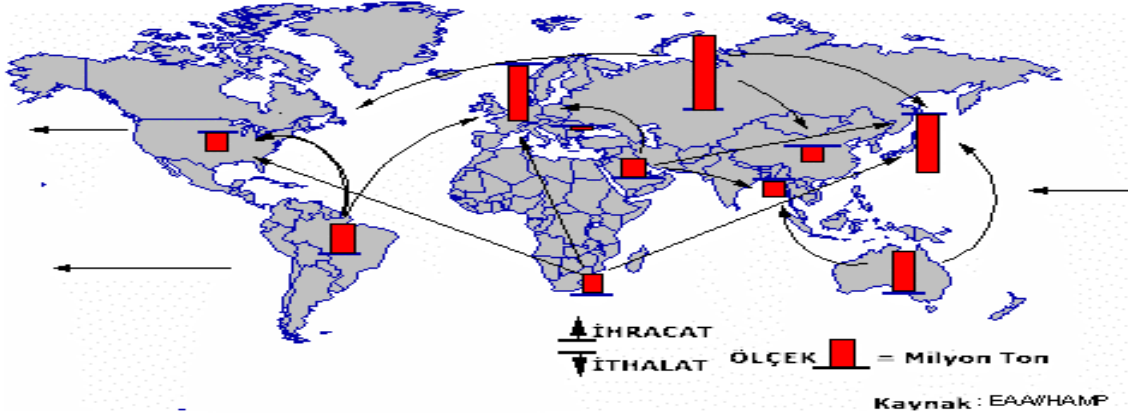 İHRACAT
İTHALAT
ÖLÇEK = Milyon Ton
Kaynak : EAA//HAMP